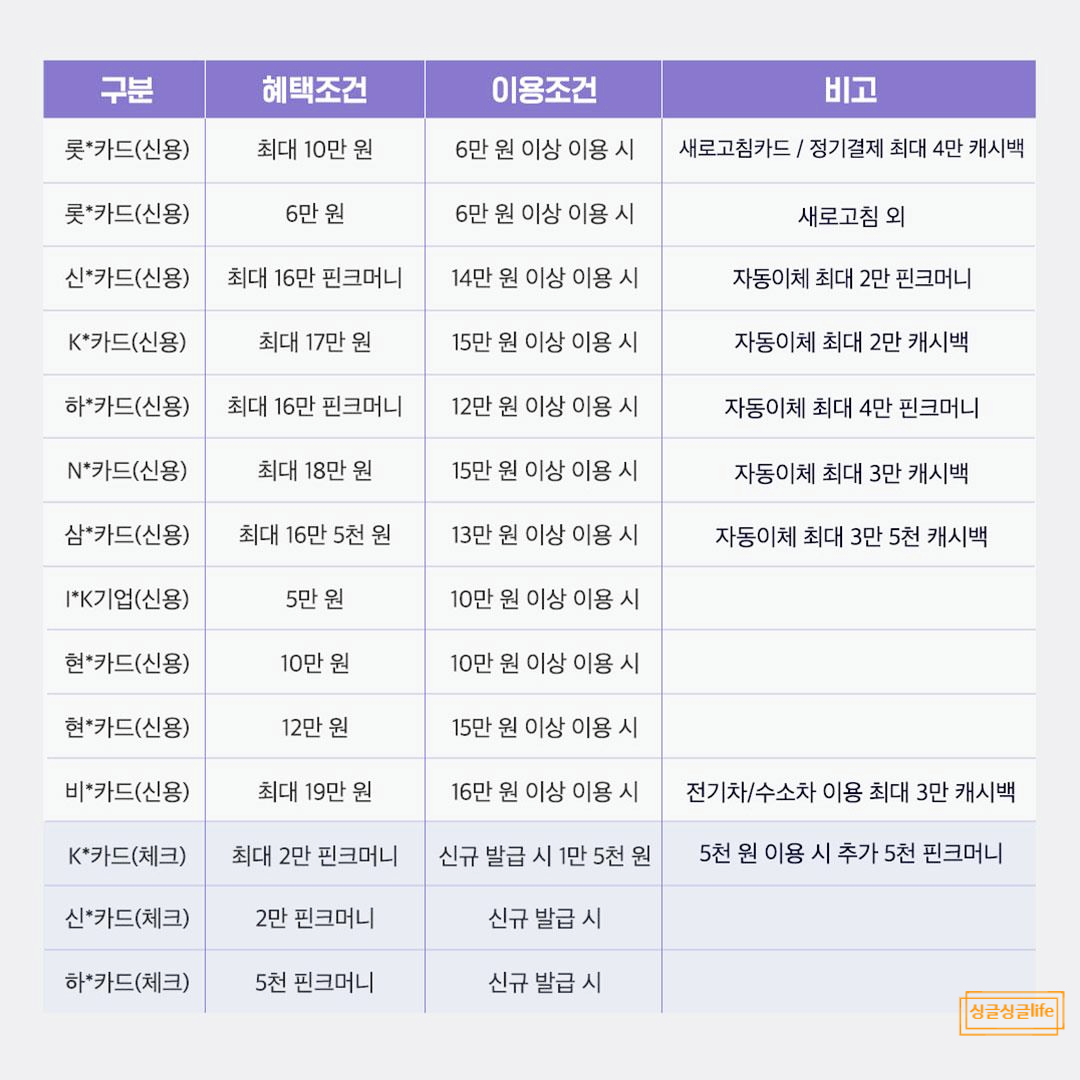 구분 혜택조건 이용조건 비고
롯*카드(신용) 최대 10만 원 6만 원 이상 이용 시 새로고침카드 / 정기결제 최대 4만 캐시백
롯*카드(신용) 6만 원 6만 원 이상 이용 시 새로고침 외
신*카드(신용) 최대 16만 핀크머니 14만 원 이상 이용 시 자동이체 최대 2만 핀크머니
K*카드(신용) 최대 17만 원 15만 원 이상 이용 시 자동이체 최대 2만 캐시백
하*카드(신용) 최대 16만 핀크머니 12만 원 이상 이용 시 자동이체 최대 4만 핀크머니
N*카드(신용) 최대 18만 원 15만 원 이상 이용 시 자동이체 최대 3만 캐시백
삼*카드(신용) 최대 16만 5천 원 13만 원 이상 이용 시 자동이체 최대 3만 5천 캐시백
I*K기업(신용) 5만 원 10만 원 이상 이용 시
현*카드(신용) 10만 원 10만 원 이상 이용 시
현*카드(신용) 12만 원 15만 원 이상 이용 시
비*카드(신용) 최대 19만 원 16만 원 이상 이용 시 전기차/수소차 이용 최대 3만 캐시백
K*카드(체크) 최대 2만 핀크머니 신규 발급 시 1만 5천 원 5천 원 이용 시 추가 5천 핀크머니
신*카드(체크) 2만 핀크머니 신규 발급 시
하*카드(체크) 5천 핀크머니 신규 발급 시
싱글싱글life